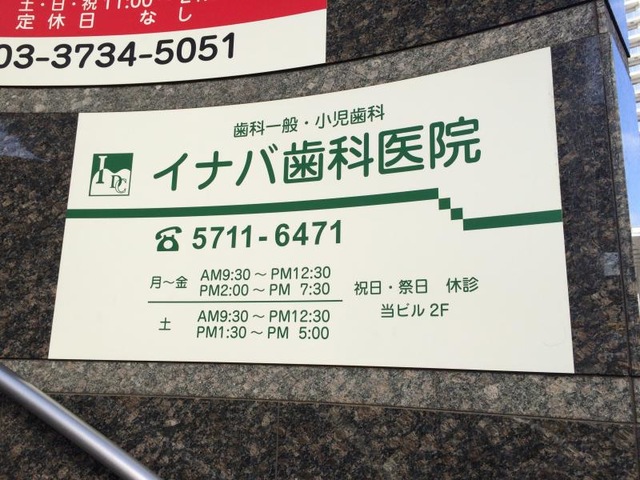 土・日・祝 11:00
定休日 なし
03-3734-5051
歯科一般・小児歯科
IDC イナバ歯科医院
☎ 5711-6471
月～金 AM9:30～PM12:30
PM2:00～PM 7:30
祝日・祭日 休診
土 AM9:30～PM12:30
PM1:30～PM 5:00
当ビル2F